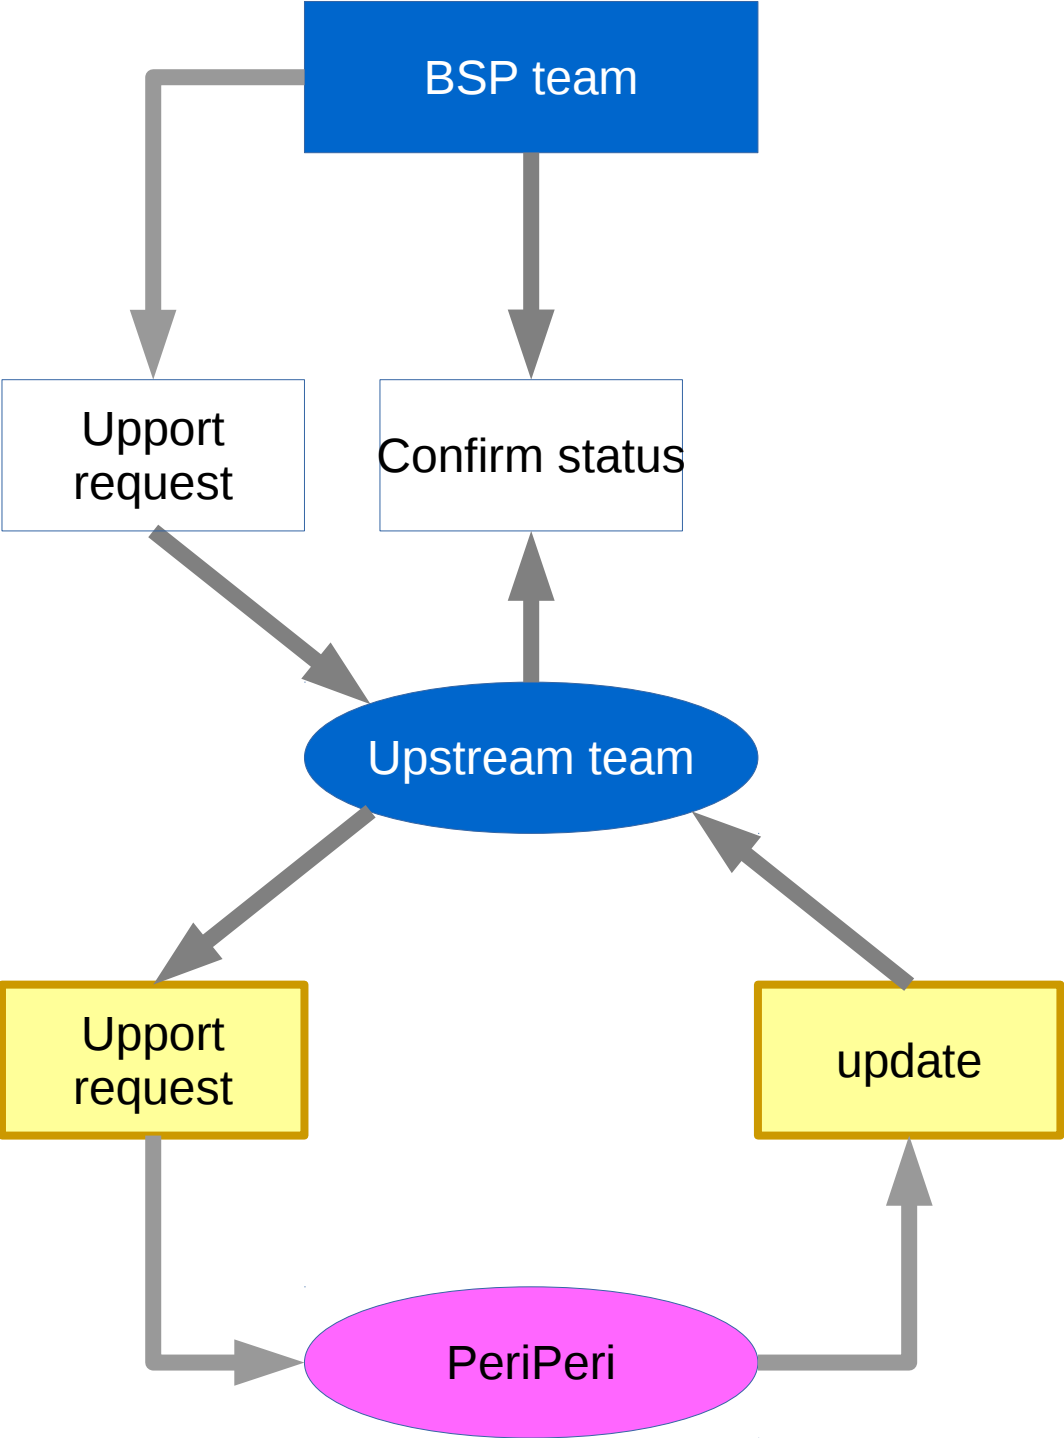 BSP team
Upport
request
Confirm status
Upstream team
Upport
request
update
PeriPeri